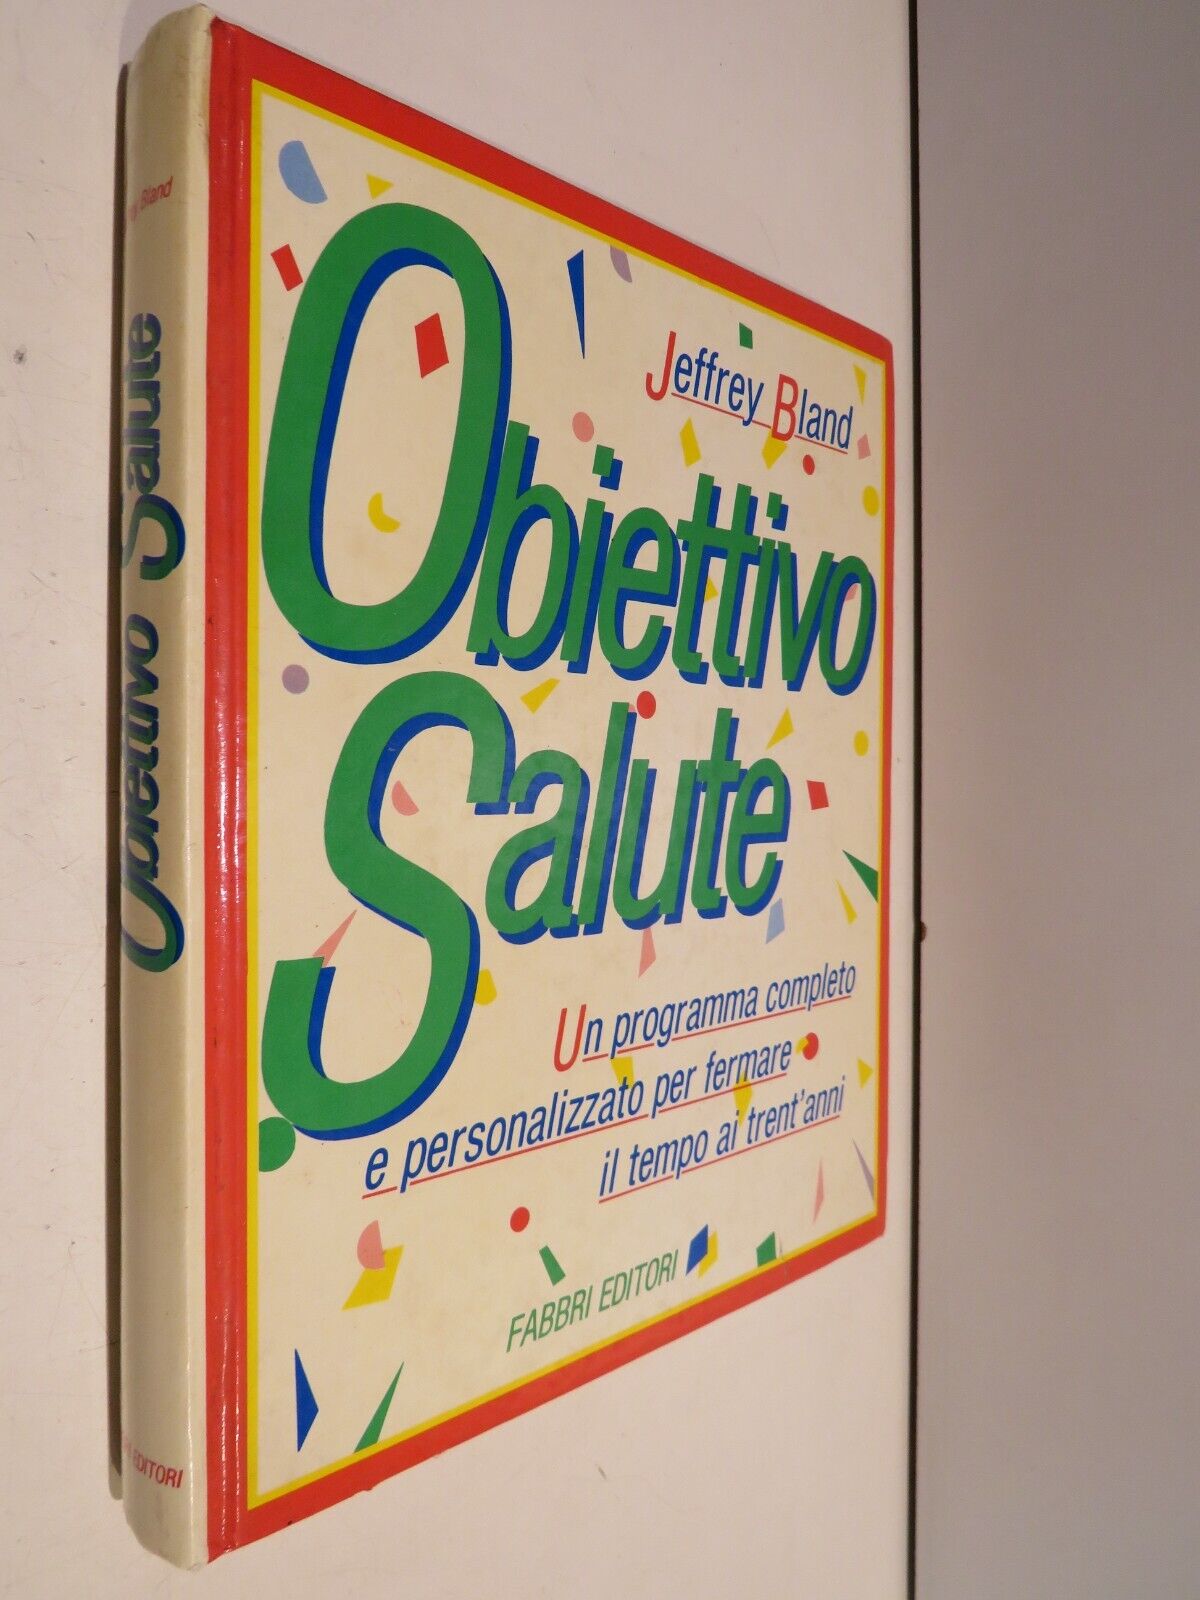 Jeffrey Bland
Obiettivo
Salute
Un programma completo
e personalizzato per fermare
il tempo ai trent'anni
FABBRI EDITORI
Bland
Obiettivo Salute
EDITORI